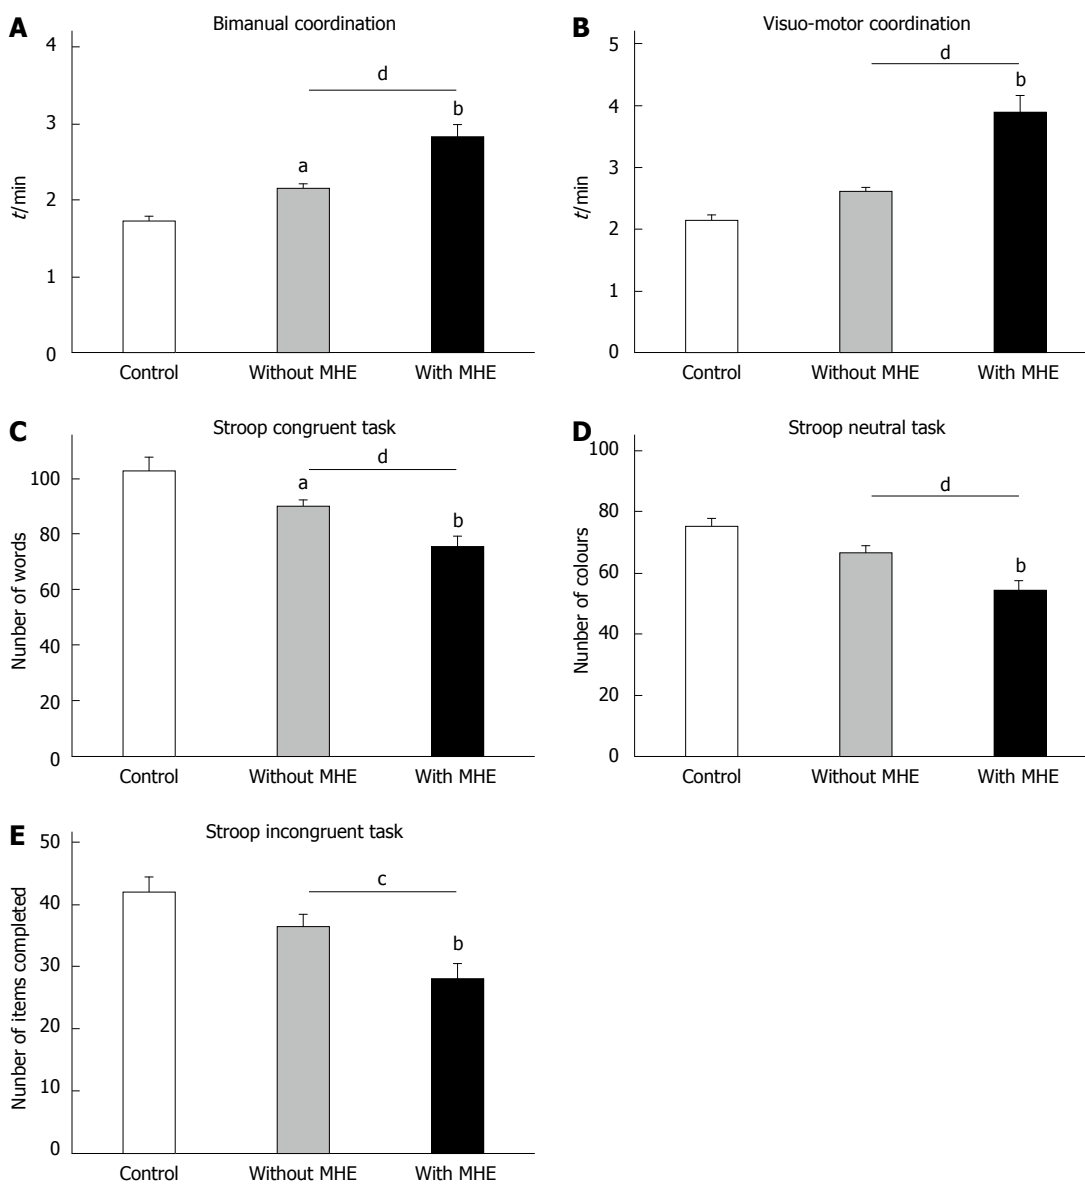 A
Bimanual coordination
4
3
2
1
0
t/min
a
b
d
Control
Without MHE
With MHE
B
Visuo-motor coordination
5
4
3
2
1
0
t/min
b
d
Control
Without MHE
With MHE
C
Stroop congruent task
100
80
60
40
20
0
Nunber of words
a
b
d
Control
Without MHE
With MHE
D
Stroop neutral task
100
80
60
40
20
0
Nunber of colours
b
d
Control
Without MHE
With MHE
E
Stroop incongruent task
50
40
30
20
10
0
Nunber of items completed
b
c
Control
Without MHE
With MHE